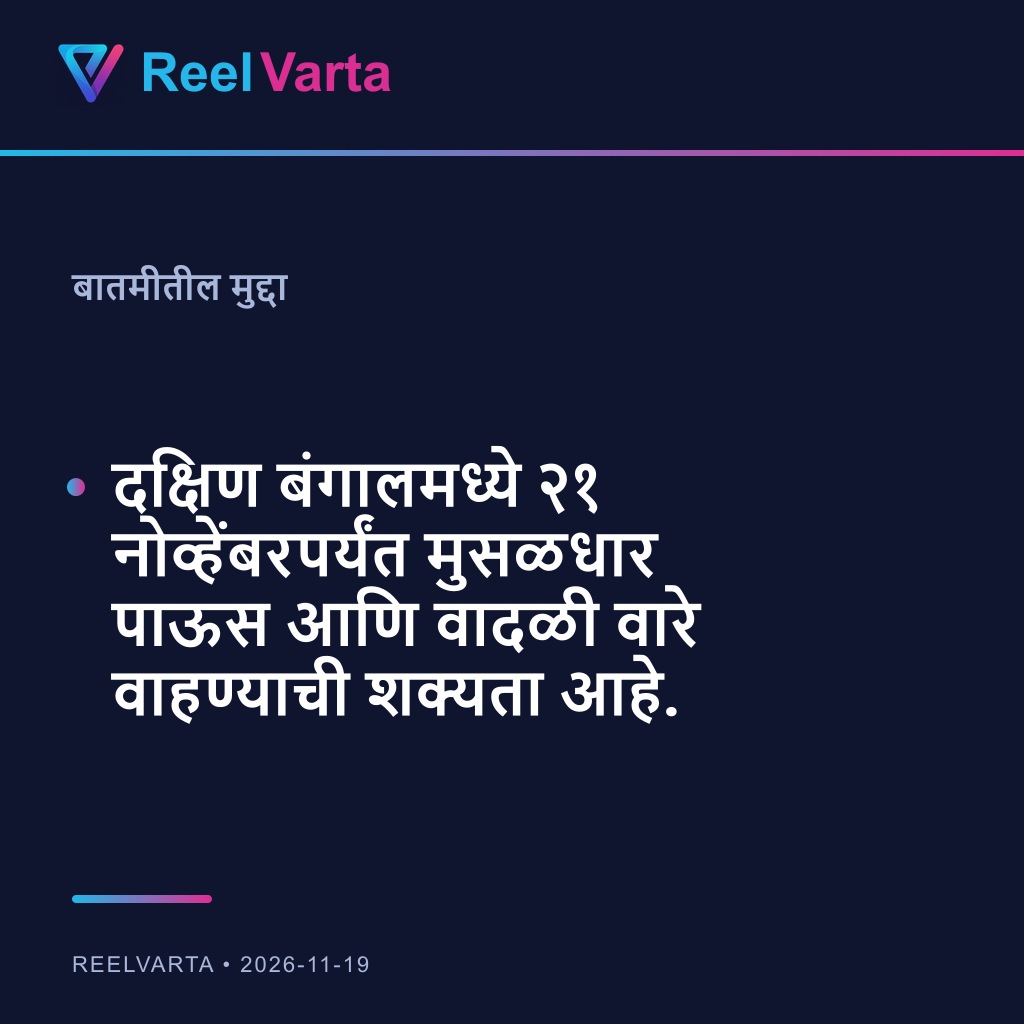 Reel Varta
बातमीतील मुद्दा
• दक्षिण बंगालमध्ये २१
नोव्हेंबरपर्यंत मुसळधार
पाऊस आणि वादळी वारे
वाहण्याची शक्यता आहे.
REELVARTA • 2026-11-19